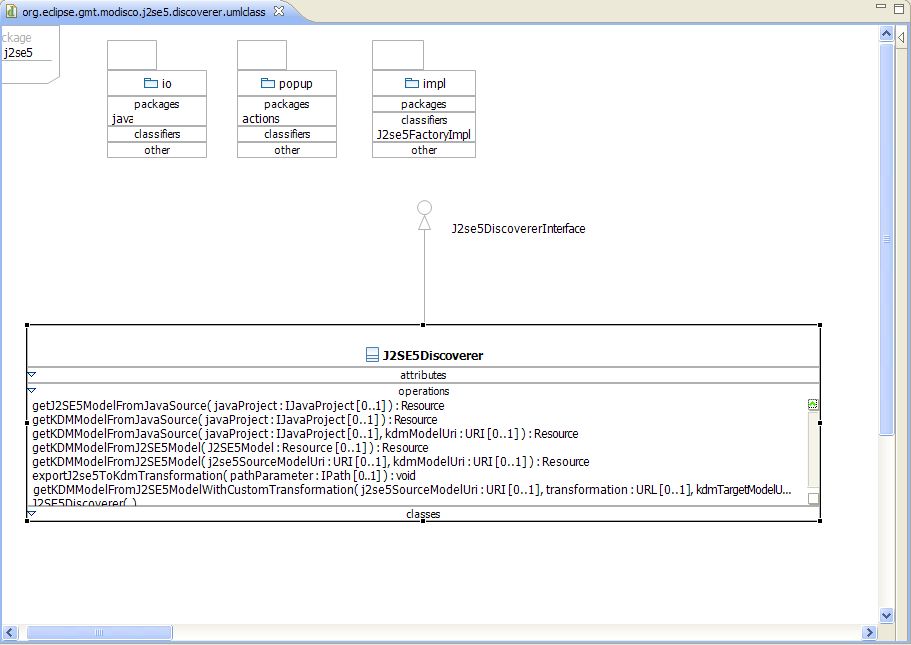 org.eclipse.gmt.modisco.j2se5.discoverer.umlclass
ckage
j2se5
io
packages
java
classifiers
other
popup
packages
actions
classifiers
other
impl
packages
classifiers
J2se5FactoryImpl
other
J2se5DiscovererInterface
J2SE5Discoverer
attributes
operations
getJ2SE5ModelFromJavaSource( javaProject : IJavaProject [0..1] ) : Resource
getKDMModelFromJavaSource( javaProject : IJavaProject [0..1] ) : Resource
getKDMModelFromJavaSource( javaProject : IJavaProject [0..1], kdmModelUri : URI [0..1] ) : Resource
getKDMModelFromJ2SE5Model( J2SE5Model : Resource [0..1] ) : Resource
getKDMModelFromJ2SE5Model( j2se5SourceModelUri : URI [0..1], kdmModelUri : URI [0..1] ) : Resource
exportJ2se5ToKdmTransformation( pathParameter : IPath [0..1] ) : void
getKDMModelFromJ2SE5ModelWithCustomTransformation( j2se5SourceModelUri : URI [0..1], transformation : URL [0..1], kdmTargetModelU...
J2SE5Discoverer( )
classes